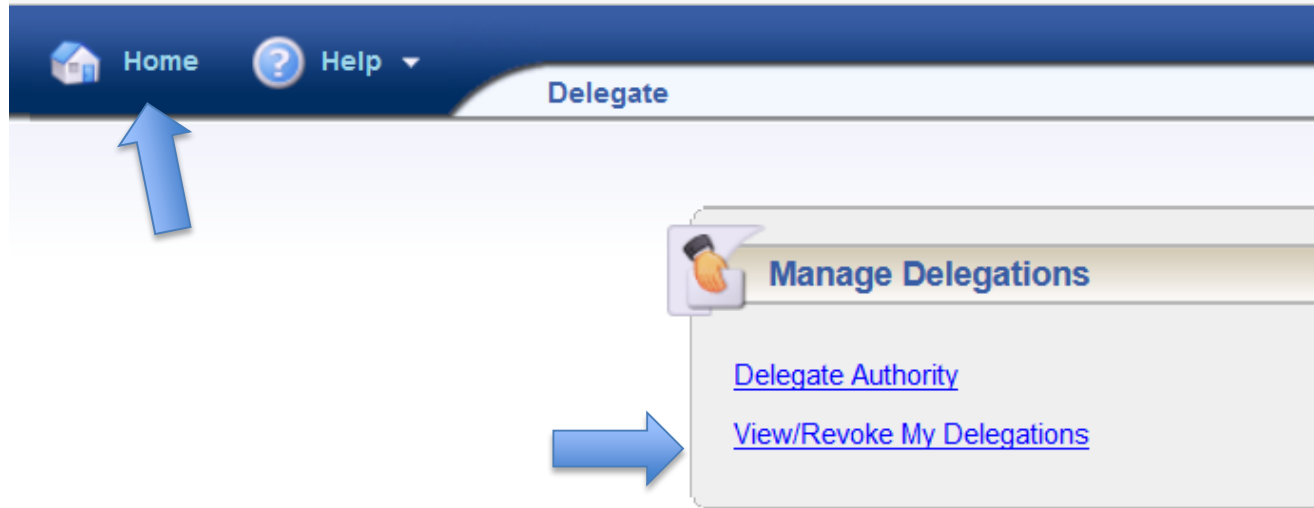 Home Help
Delegate
Manage Delegations
Delegate Authority
View/Revoke My Delegations